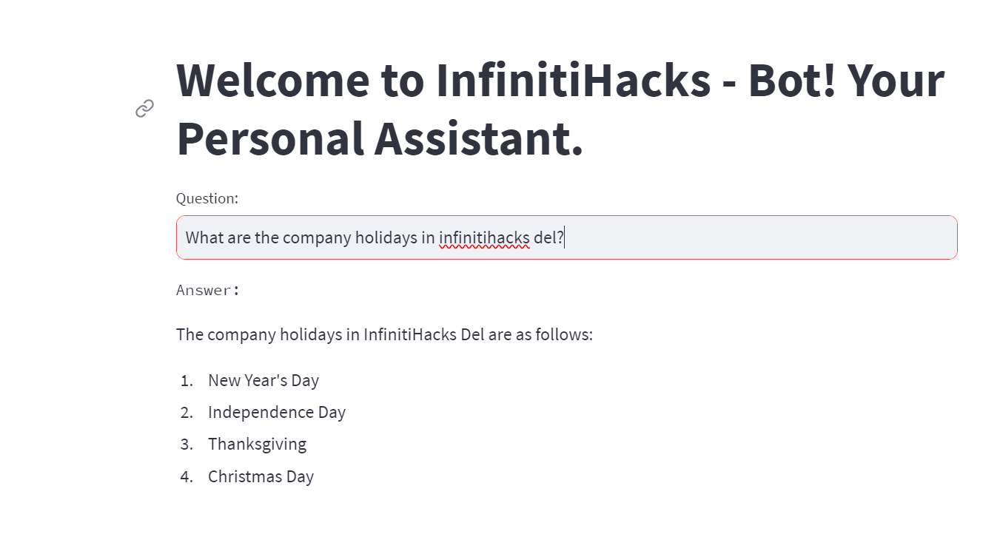 Welcome to InfinitiHacks - Bot! Your
Personal Assistant.
Question:
What are the company holidays in infinitihacks del?
Answer:
The company holidays in InfinitiHacks Del are as follows:
1. New Year's Day
2. Independence Day
3. Thanksgiving
4. Christmas Day